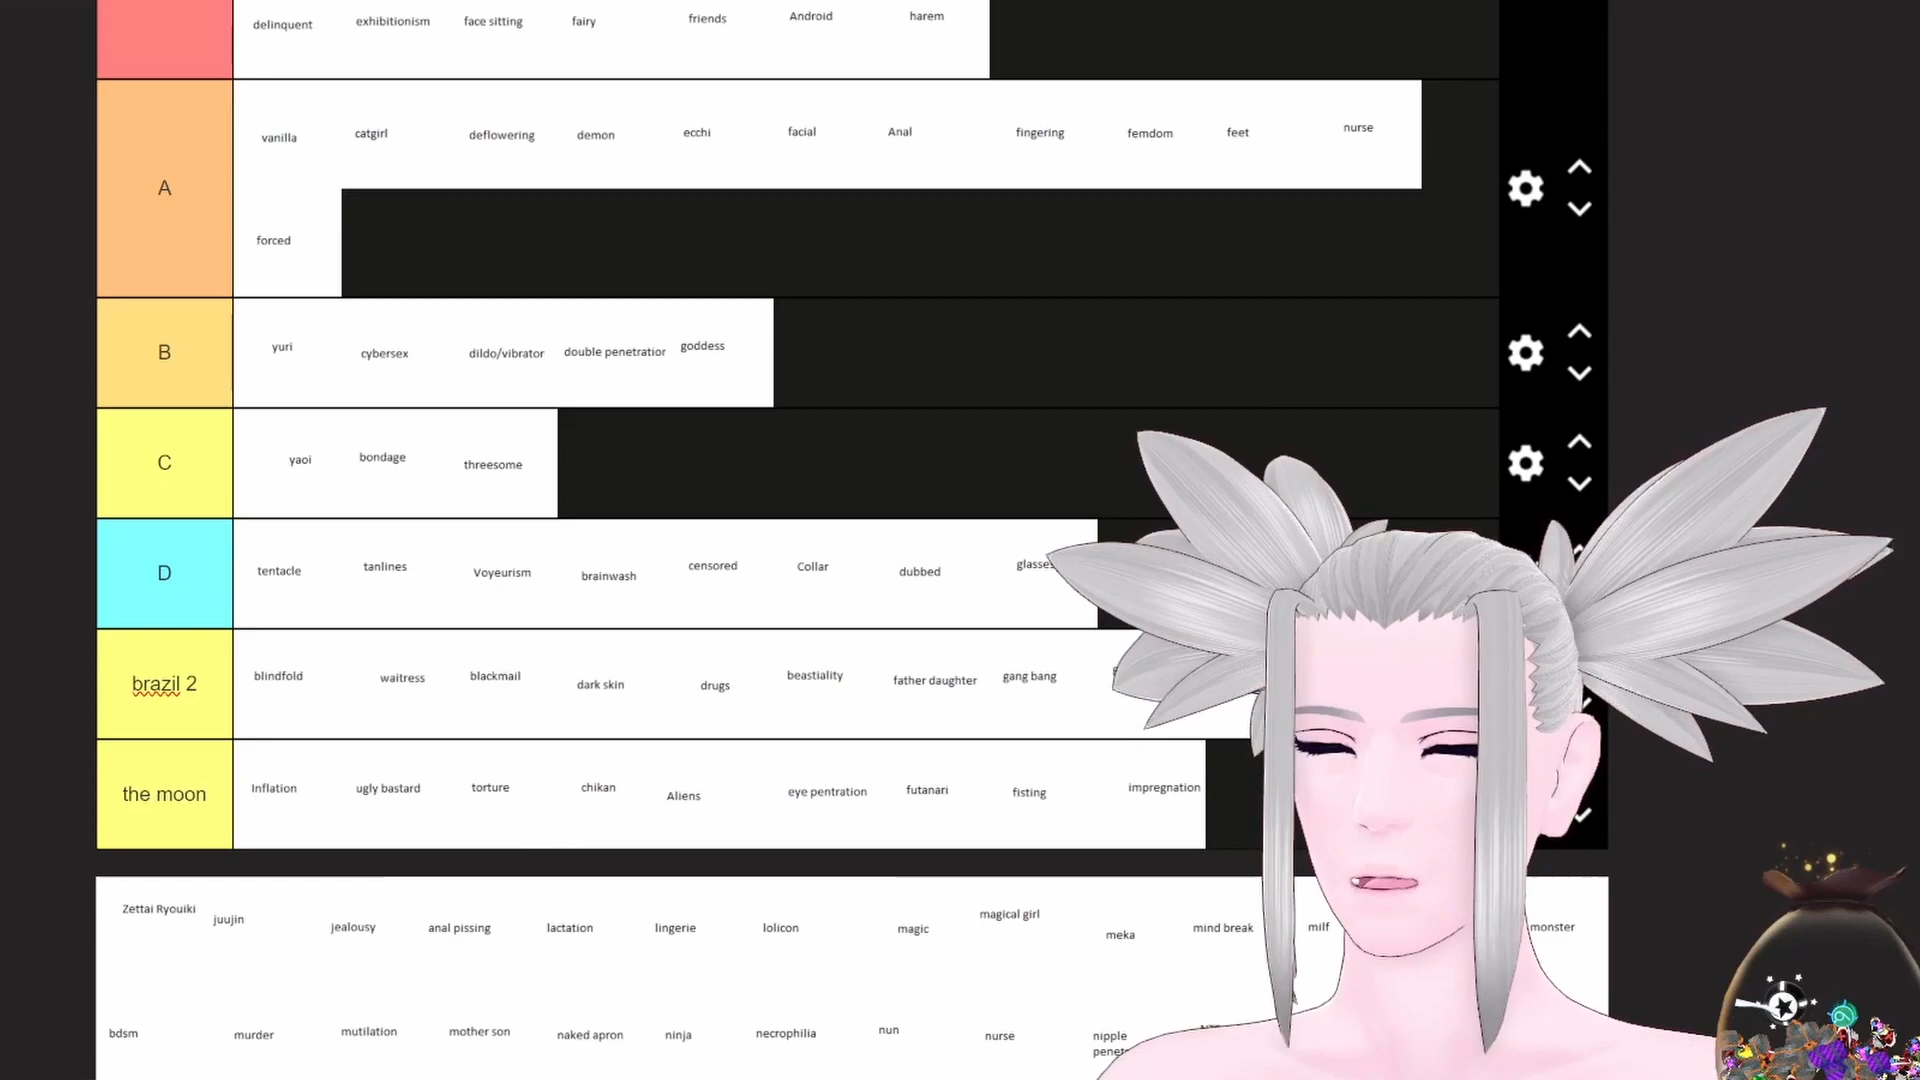 delinquent exhibitionism face sitting fairy friends Android harem
A
vanilla catgirl deflowering demon ecchi facial Anal fingering femdom feet nurse
forced
B
yuri cybersex dildo/vibrator double penetration goddess
C
yaoi bondage threesome
D
tentacle tanlines Voyeurism brainwash censored Collar dubbed glasses
brazil 2
blindfold waitress blackmail dark skin drugs beastiality father daughter gang bang
the moon
Inflation ugly bastard torture chikan Aliens eye pentration futanari fisting impregnation
Zettai Ryouiki juujin jealousy anal pissing lactation lingerie lolicon magic magical girl meka mind break milf monster
bdsm murder mutilation mother son naked apron ninja necrophilia nun nurse nipple